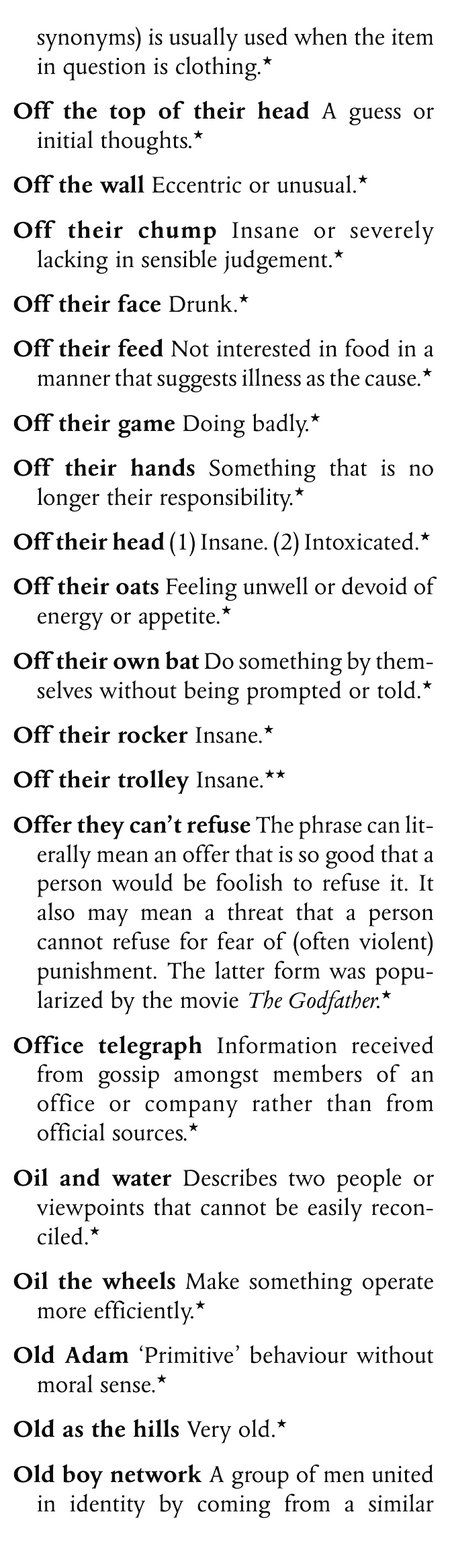 synonyms) is usually used when the item
in question is clothing.★
Off the top of their head A guess or
initial thoughts.★
Off the wall Eccentric or unusual.★
Off their chump Insane or severely
lacking in sensible judgement.★
Off their face Drunk.★
Off their feed Not interested in food in a
manner that suggests illness as the cause.★
Off their game Doing badly.★
Off their hands Something that is no
longer their responsibility.★
Off their head (1) Insane. (2) Intoxicated.★
Off their oats Feeling unwell or devoid of
energy or appetite.★
Off their own bat Do something by them-
selves without being prompted or told.★
Off their rocker Insane.★
Off their trolley Insane.★★
Offer they can’t refuse The phrase can lit-
erally mean an offer that is so good that a
person would be foolish to refuse it. It
also may mean a threat that a person
cannot refuse for fear of (often violent)
punishment. The latter form was popu-
larized by the movie The Godfather.★
Office telegraph Information received
from gossip amongst members of an
office or company rather than from
official sources.★
Oil and water Describes two people or
viewpoints that cannot be easily recon-
ciled.★
Oil the wheels Make something operate
more efficiently.★
Old Adam ‘Primitive’ behaviour without
moral sense.★
Old as the hills Very old.★
Old boy network A group of men united
in identity by coming from a similar